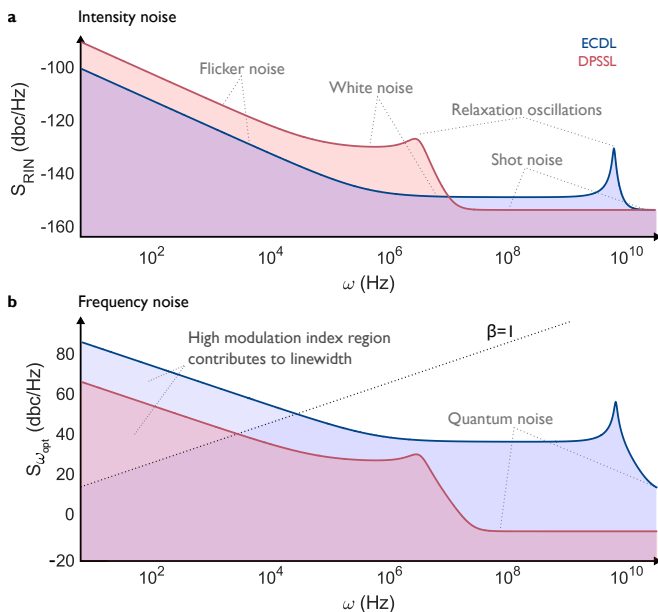 a Intensity noise
ECDL
DPSSL
Flicker noise
White noise
Relaxation oscillations
Shot noise
S_RIN (dbc/Hz)
-100
-120
-140
-160
10^2 10^4 10^6 10^8 10^10
ω (Hz)
b Frequency noise
High modulation index region
contributes to linewidth
β=1
Quantum noise
S_ω_opt (dbc/Hz)
80
60
40
20
0
-20
10^2 10^4 10^6 10^8 10^10
ω (Hz)